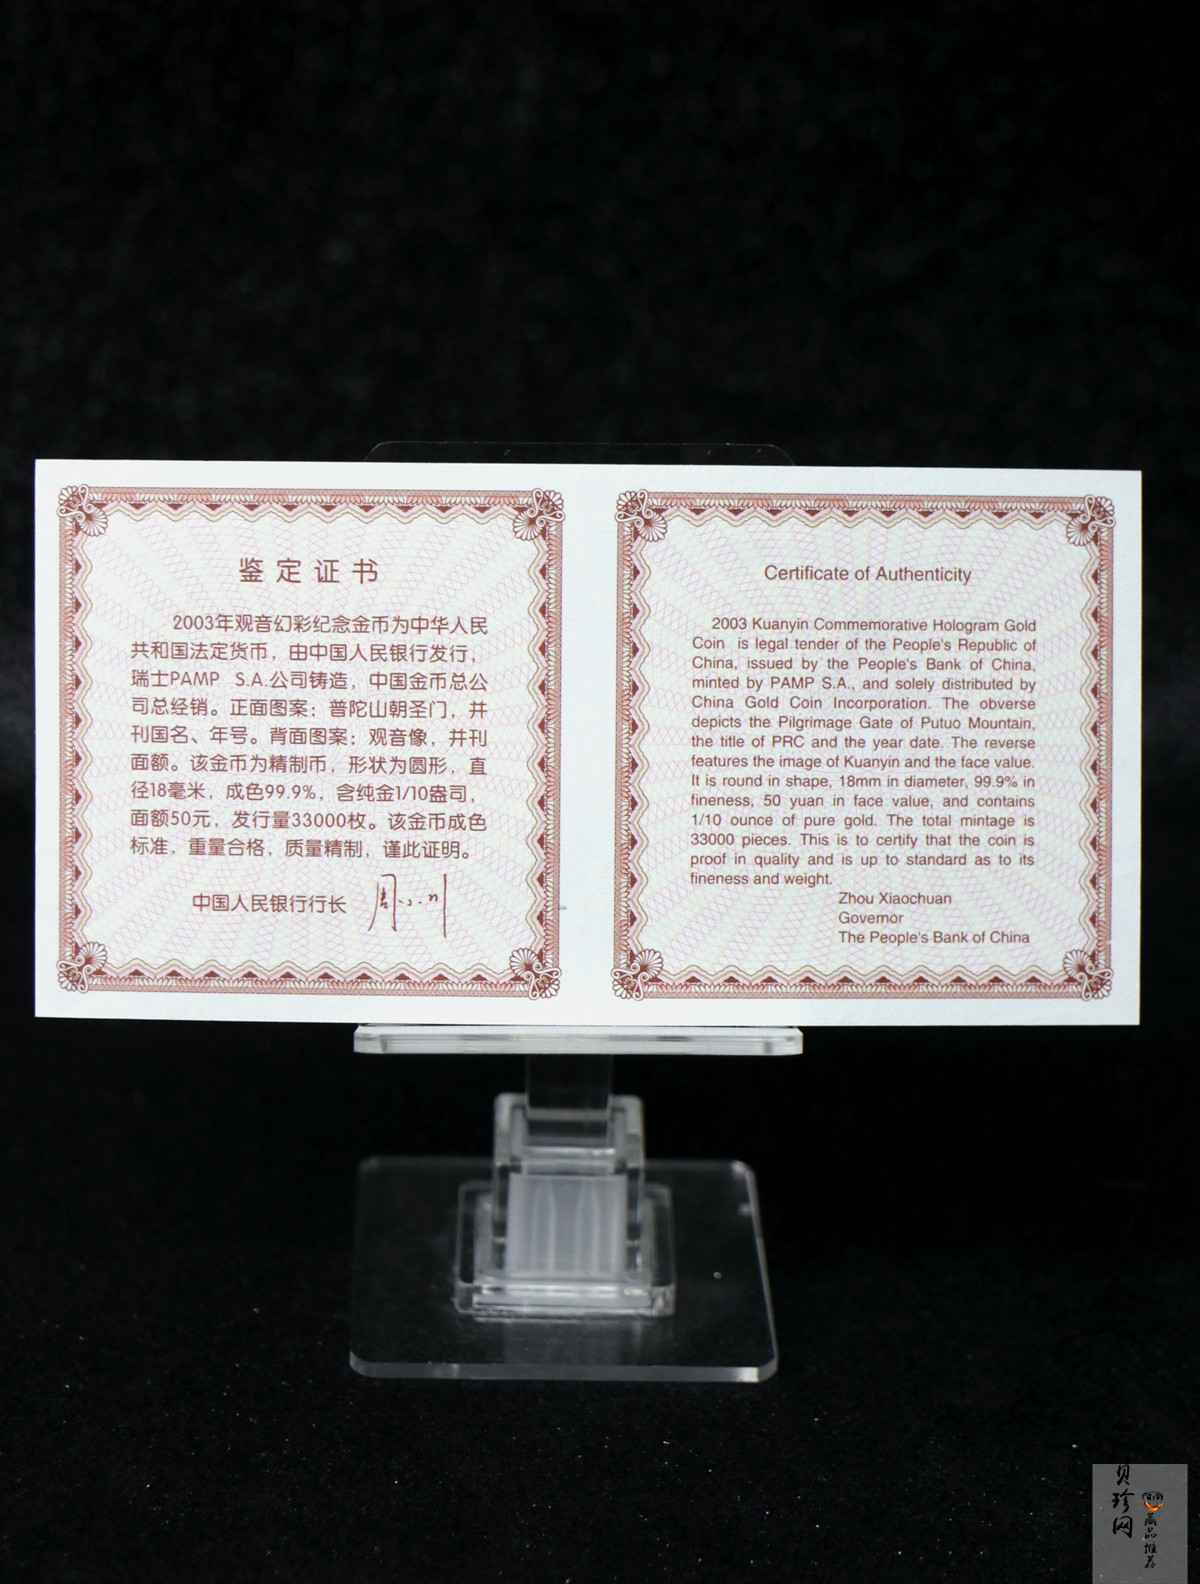 鉴定证书
2003年观音幻彩纪念金币为中华人民
共和国法定货币，由中国人民银行发行，
瑞士PAMP S.A.公司铸造，中国金币总公
司总经销。正面图案：普陀山朝圣门，并
刊国名、年号。背面图案：观音像，并刊
面额。该金币为精制币，形状为圆形，直
径18毫米，成色99.9%，含纯金1/10盎司，
面额50元，发行量33000枚。该金币成色
标准，重量合格，质量精制，谨此证明。
中国人民银行行长 周小川
Certificate of Authenticity
2003 Kuanyin Commemorative Hologram Gold
Coin is legal tender of the People's Republic of
China, issued by the People's Bank of China,
minted by PAMP S.A., and solely distributed by
China Gold Coin Incorporation. The obverse
depicts the Pilgrimage Gate of Putuo Mountain,
the title of PRC and the year date. The reverse
features the image of Kuanyin and the face value.
It is round in shape, 18mm in diameter, 99.9% in
fineness, 50 yuan in face value, and contains
1/10 ounce of pure gold. The total mintage is
33000 pieces. This is to certify that the coin is
proof in quality and is up to standard as to its
fineness and weight.
Zhou Xiaochuan
Governor
The People's Bank of China
贝珍网
藏品推荐